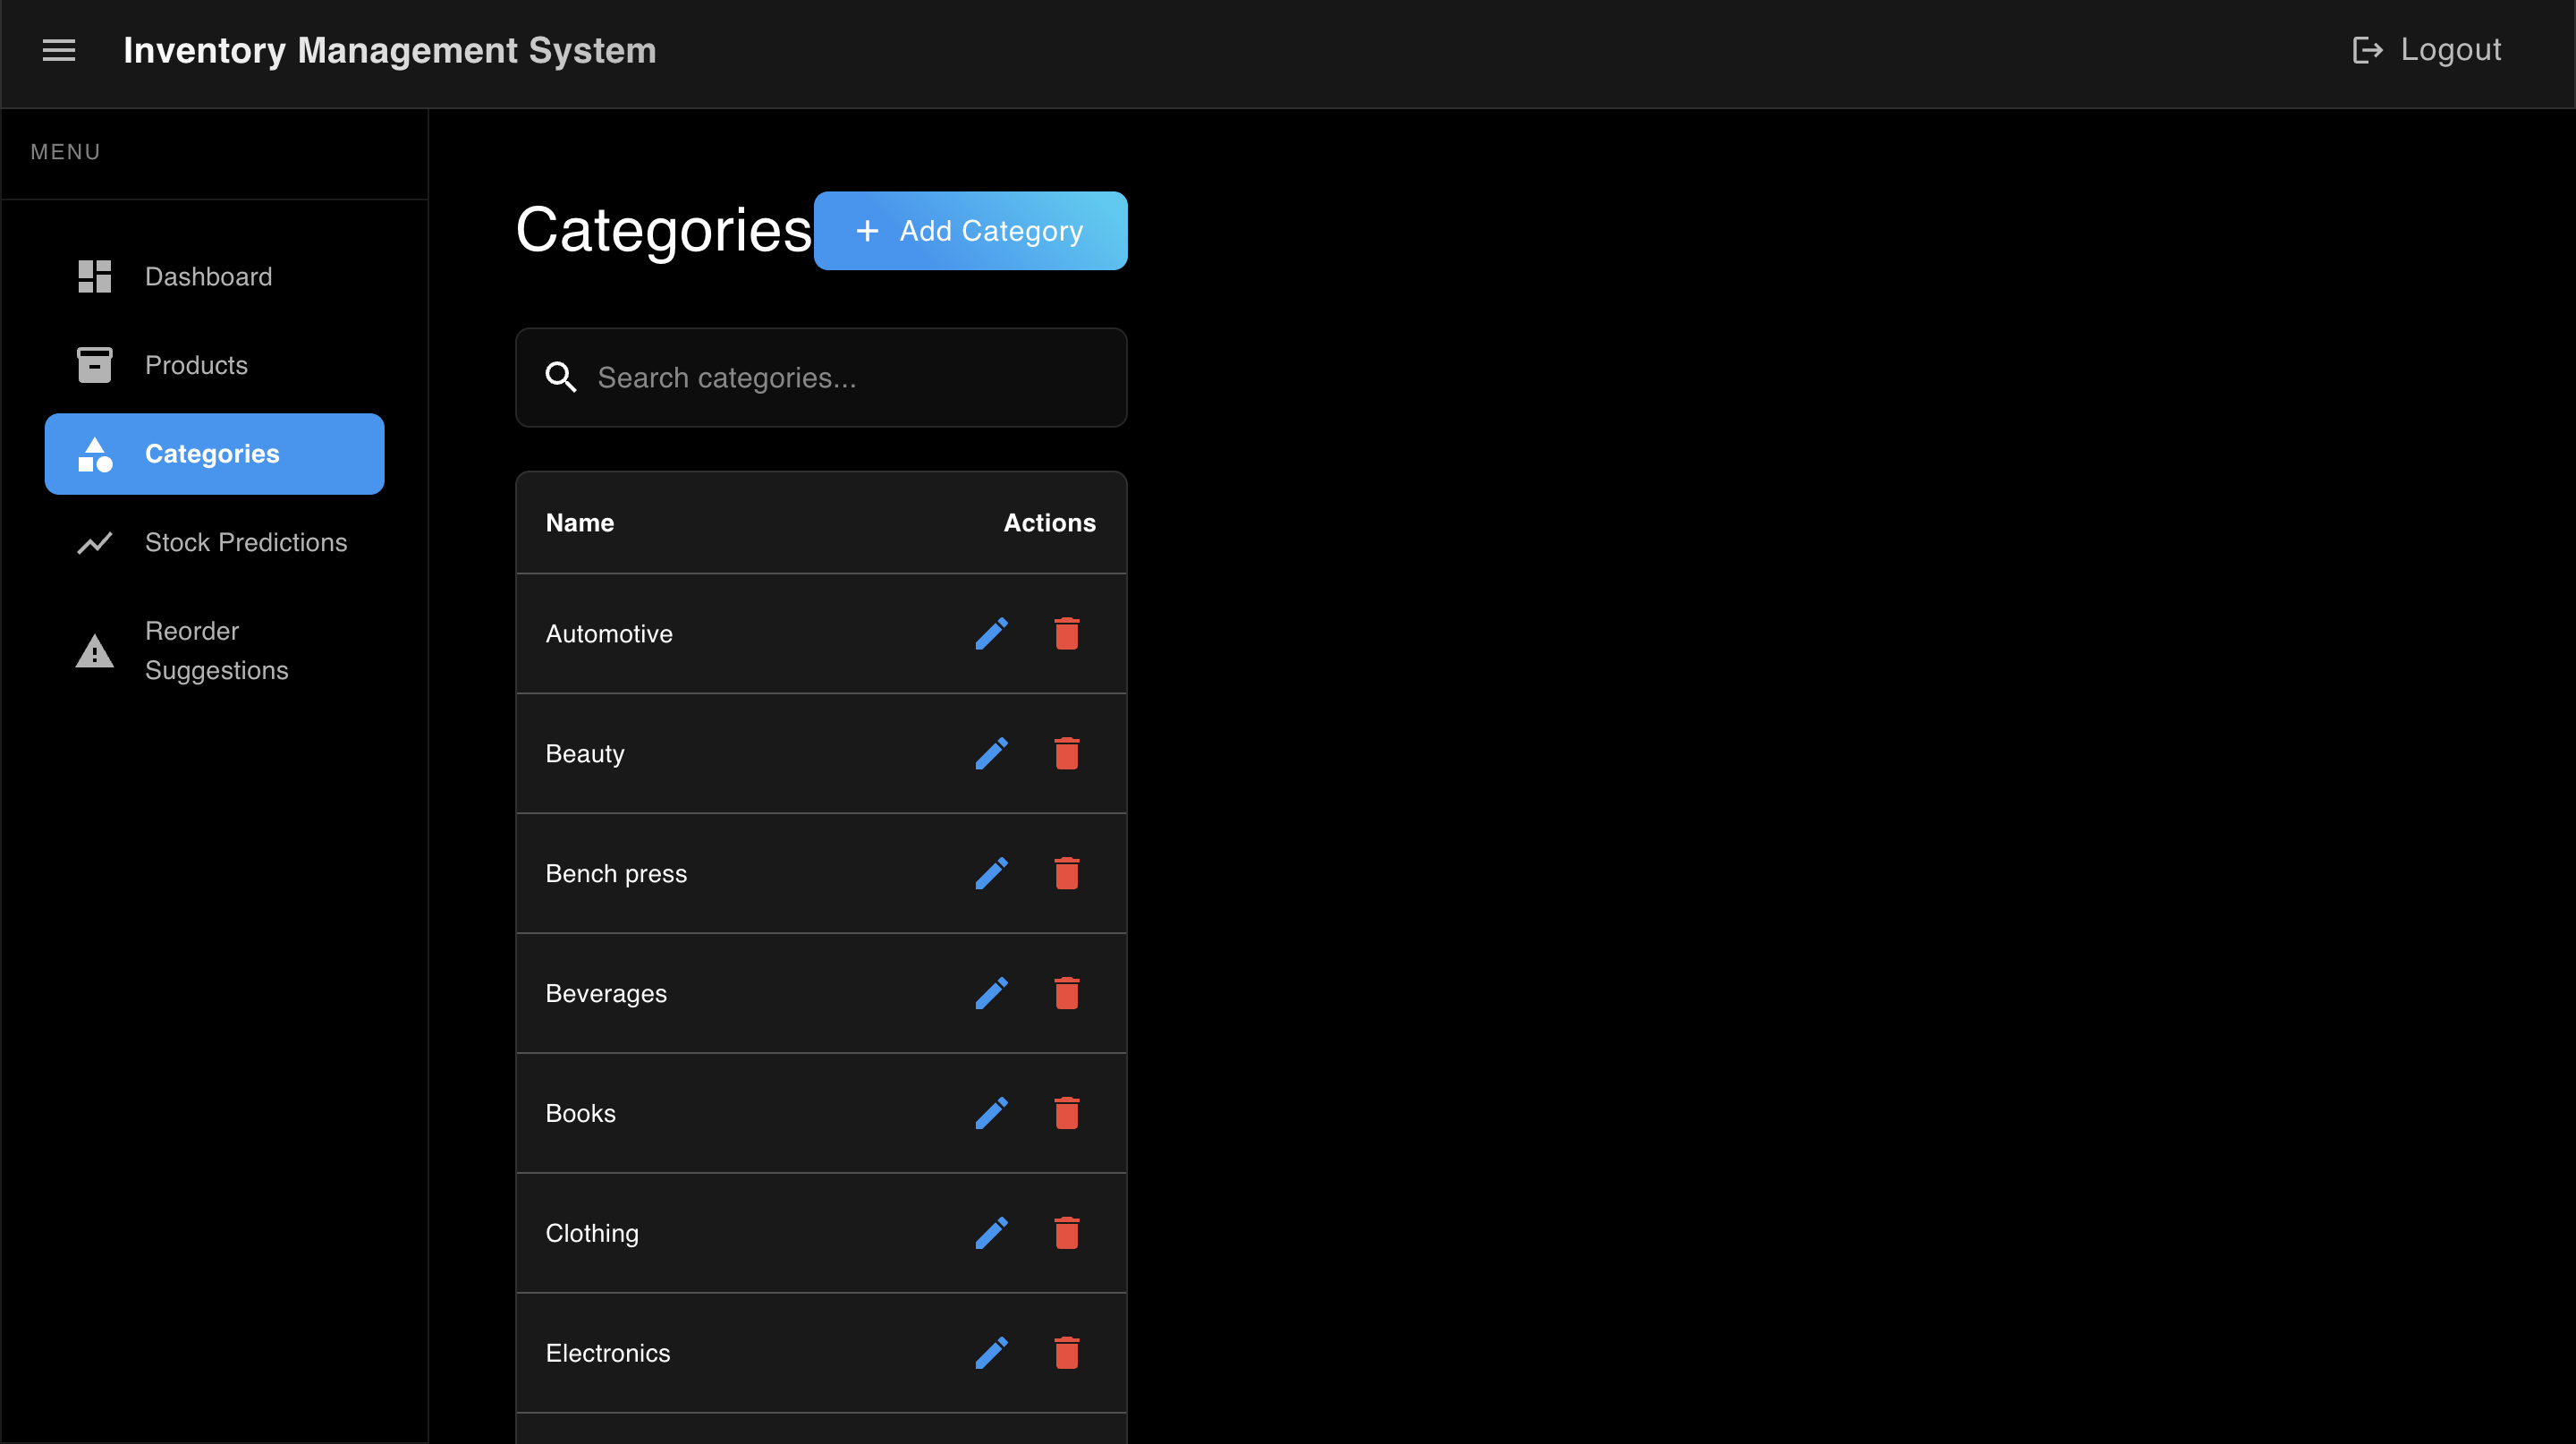 Inventory Management System
Logout
MENU
Dashboard
Products
Categories
Stock Predictions
Reorder
Suggestions
Categories
+ Add Category
Search categories...
Name Actions
Automotive
Beauty
Bench press
Beverages
Books
Clothing
Electronics